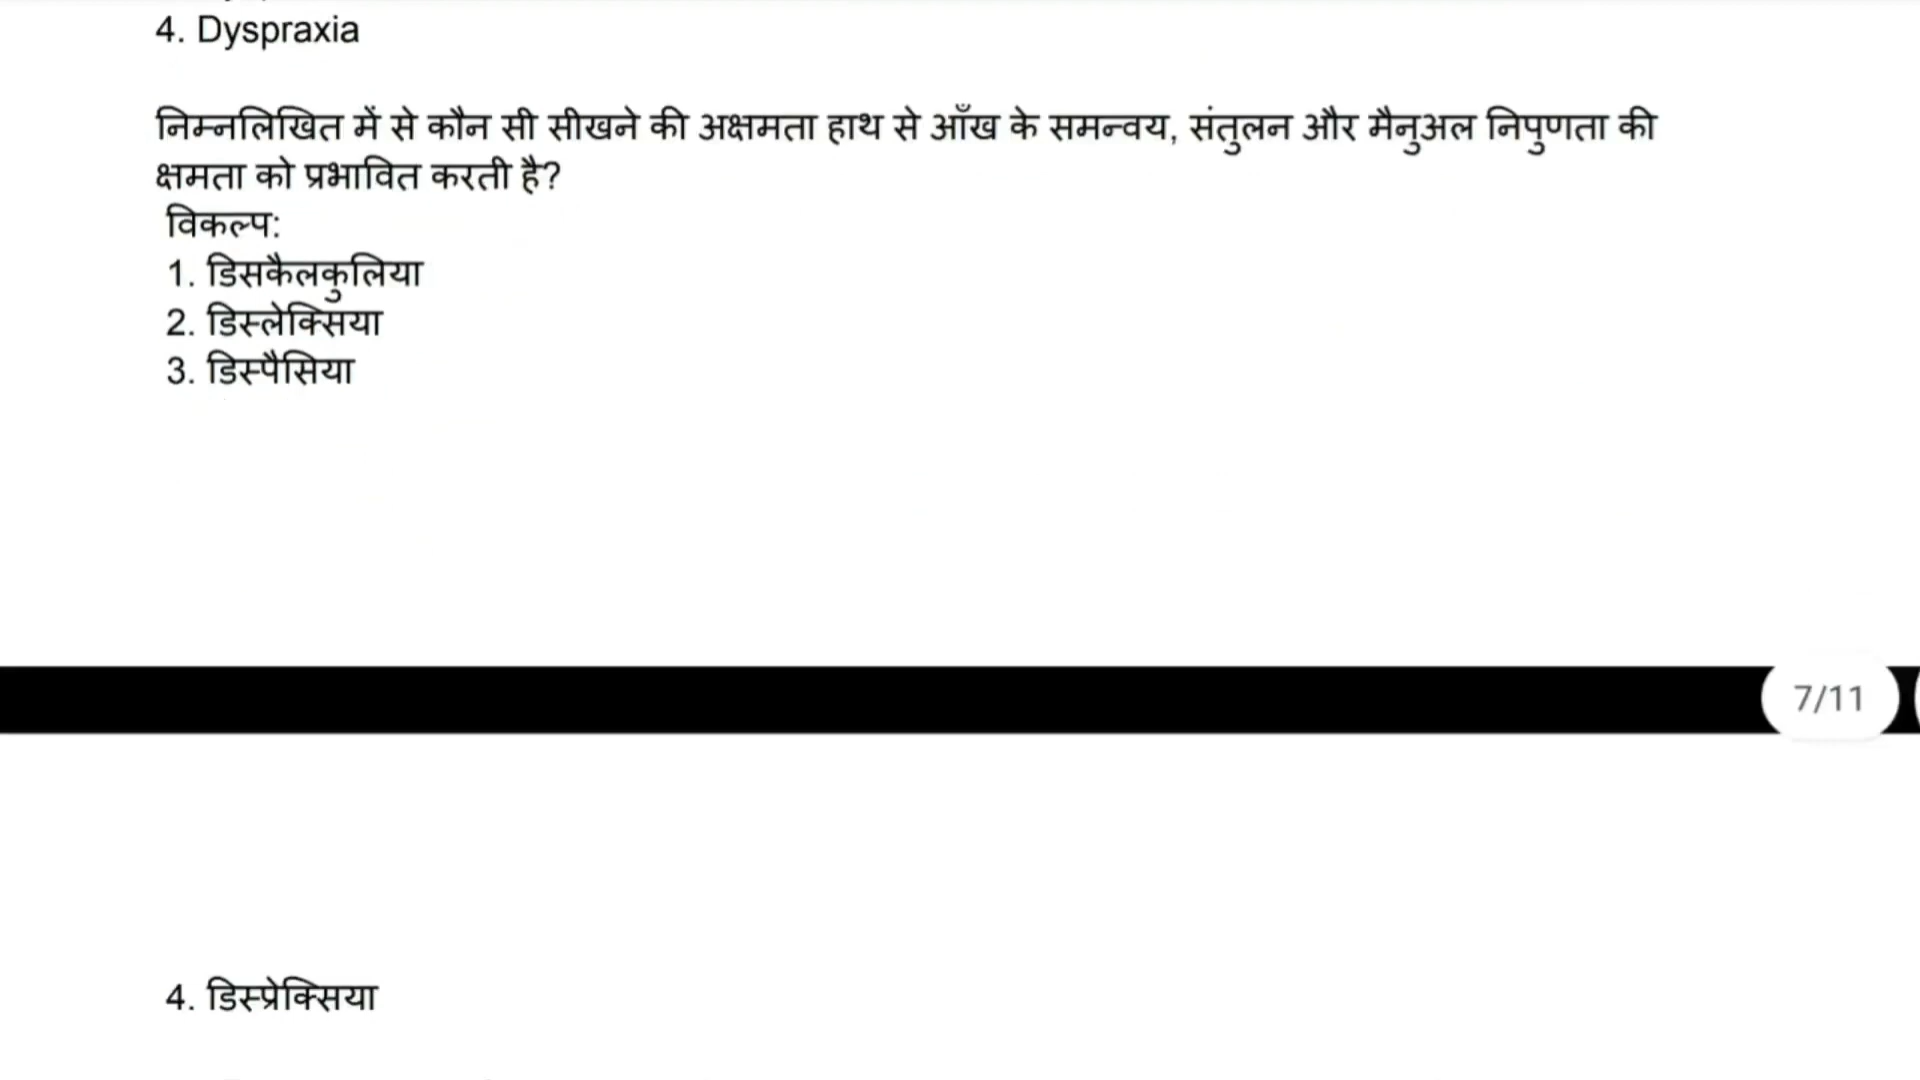 4. Dyspraxia
निम्नलिखित में से कौन सी सीखने की अक्षमता हाथ से आँख के समन्वय, संतुलन और मैनुअल निपुणता की
क्षमता को प्रभावित करती है?
विकल्प:
1. डिसकैलकुलिया
2. डिस्लेक्सिया
3. डिस्पैसिया
7/11
4. डिस्प्रेक्सिया